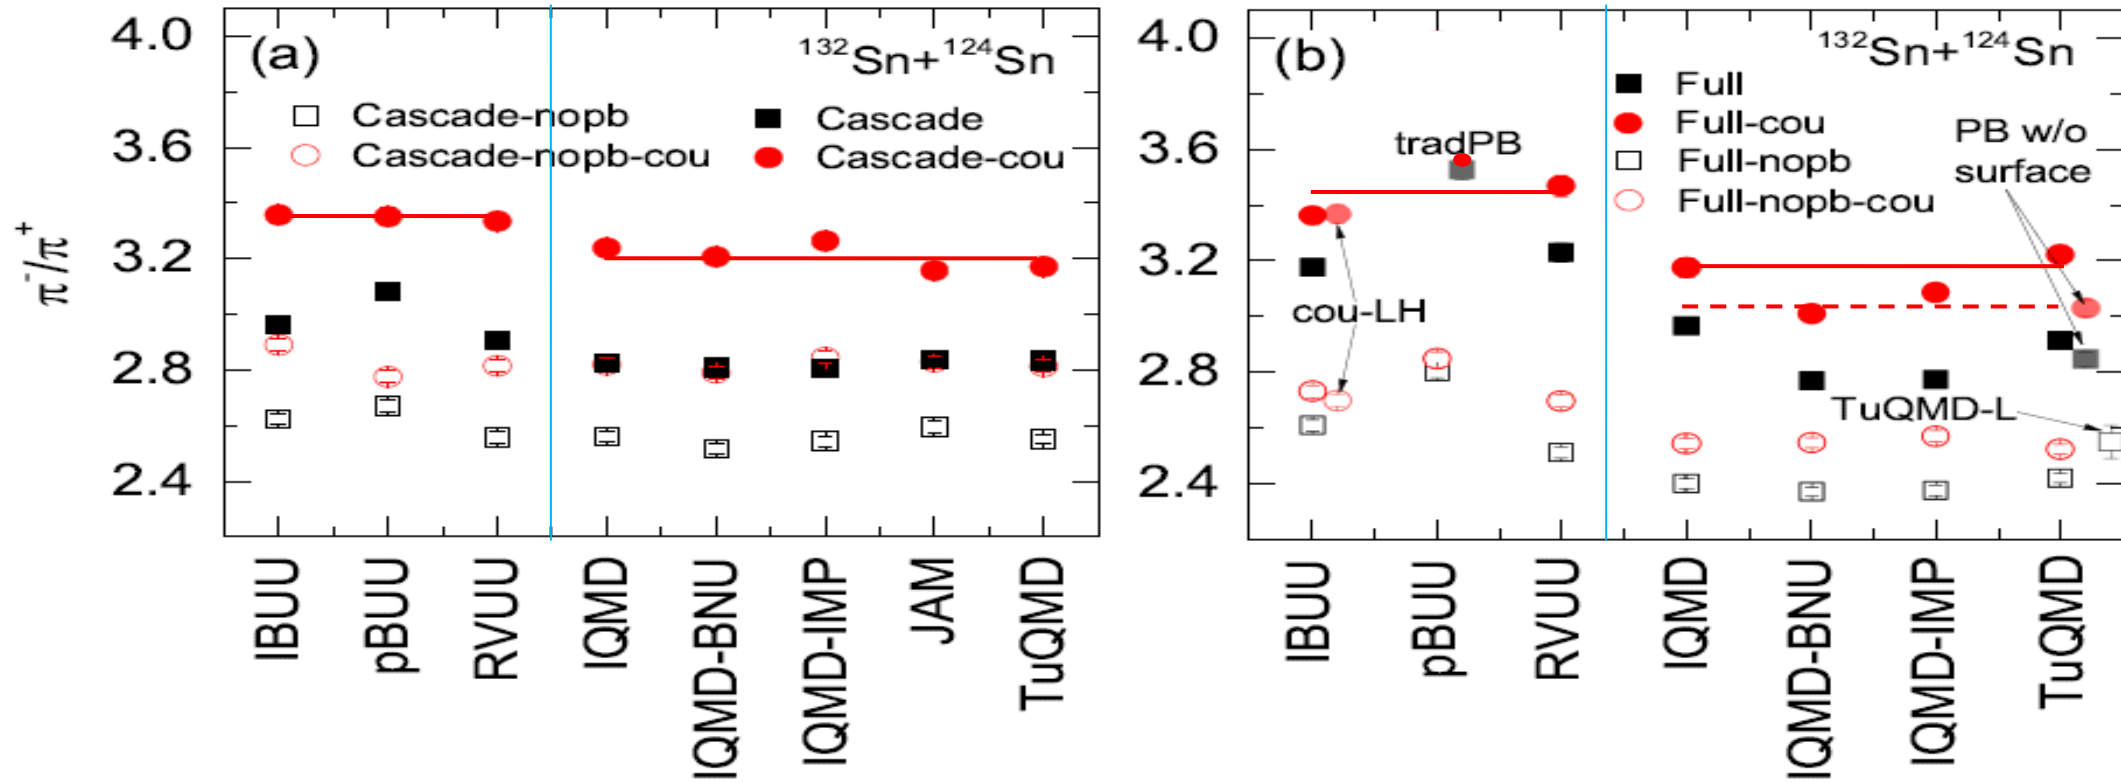 π⁻/π⁺
4.0
3.6
3.2
2.8
2.4
(a)
¹³²Sn+¹²⁴Sn
Cascade-nopb
Cascade
Cascade-nopb-cou
Cascade-cou
IBUU
pBUU
RVUU
IQMD
IQMD-BNU
IQMD-IMP
JAM
TuQMD
4.0
3.6
3.2
2.8
2.4
(b)
¹³²Sn+¹²⁴Sn
Full
Full-cou
Full-nopb
Full-nopb-cou
tradPB
PB w/o
surface
cou-LH
TuQMD-L
IBUU
pBUU
RVUU
IQMD
IQMD-BNU
IQMD-IMP
TuQMD